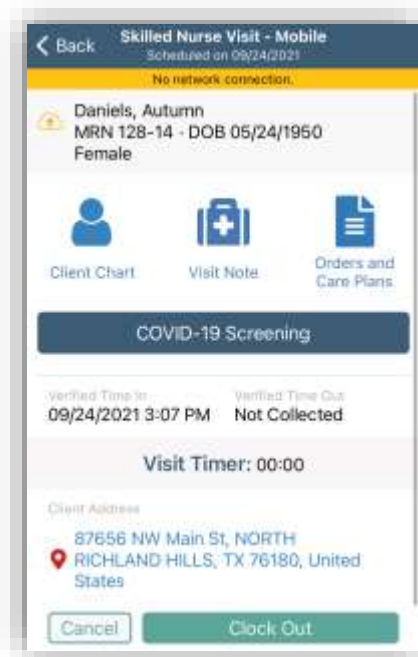 Back
Skilled Nurse Visit - Mobile
Scheduled on 09/24/2021
No network connection.
Daniels, Autumn
MRN 128-14 - DOB 05/24/1950
Female
Client Chart
Visit Note
Orders and
Care Plans
COVID-19 Screening
Verified Time In
Verified Time Out
09/24/2021 3:07 PM
Not Collected
Visit Timer: 00:00
Client Address
87656 NW Main St, NORTH
RICHLAND HILLS, TX 76180, United
States
Cancel
Clock Out